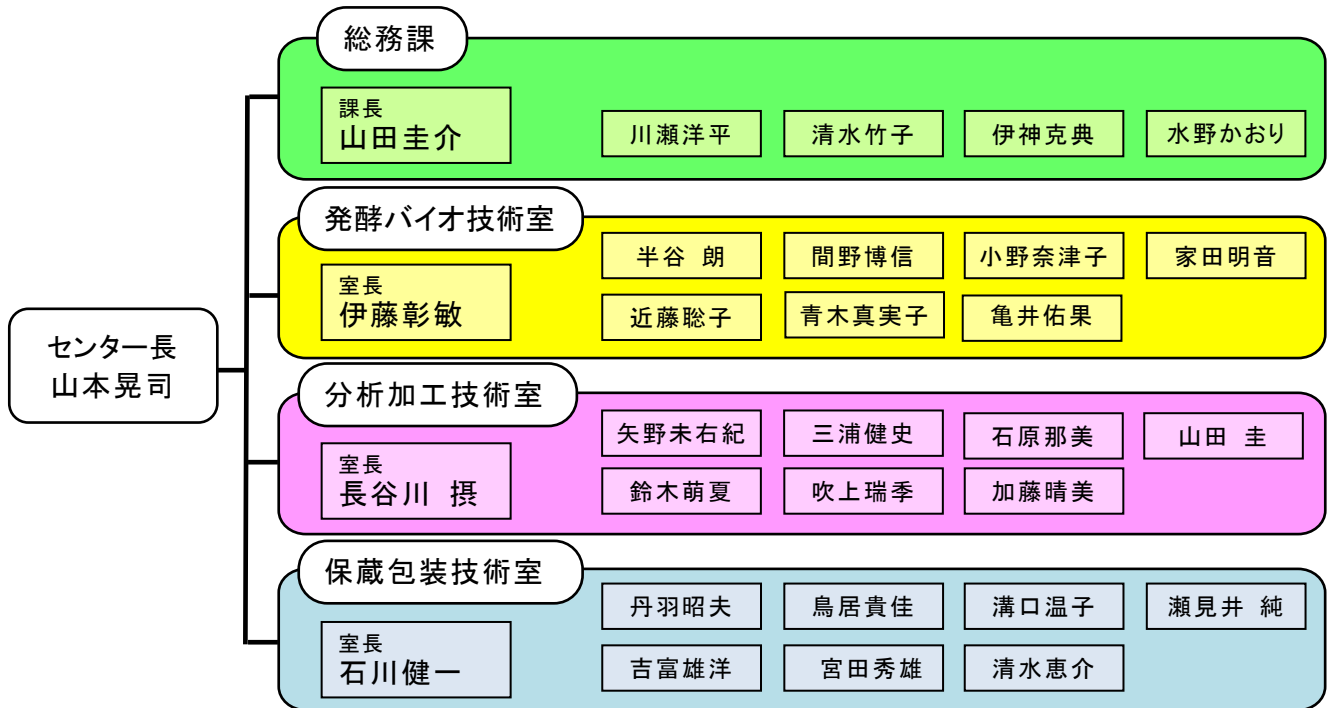 総務課
課長
山田圭介
川瀬洋平
清水竹子
伊神克典
水野かおり
発酵バイオ技術室
室長
伊藤彰敏
半谷 朗
間野博信
小野奈津子
家田明音
近藤聡子
青木真実子
亀井佑果
センター長
山本晃司
分析加工技術室
室長
長谷川 摂
矢野未右紀
三浦健史
石原那美
山田 圭
鈴木萌夏
吹上瑞季
加藤晴美
保蔵包装技術室
室長
石川健一
丹羽昭夫
鳥居貴佳
溝口温子
瀬見井 純
吉富雄洋
宮田秀雄
清水恵介